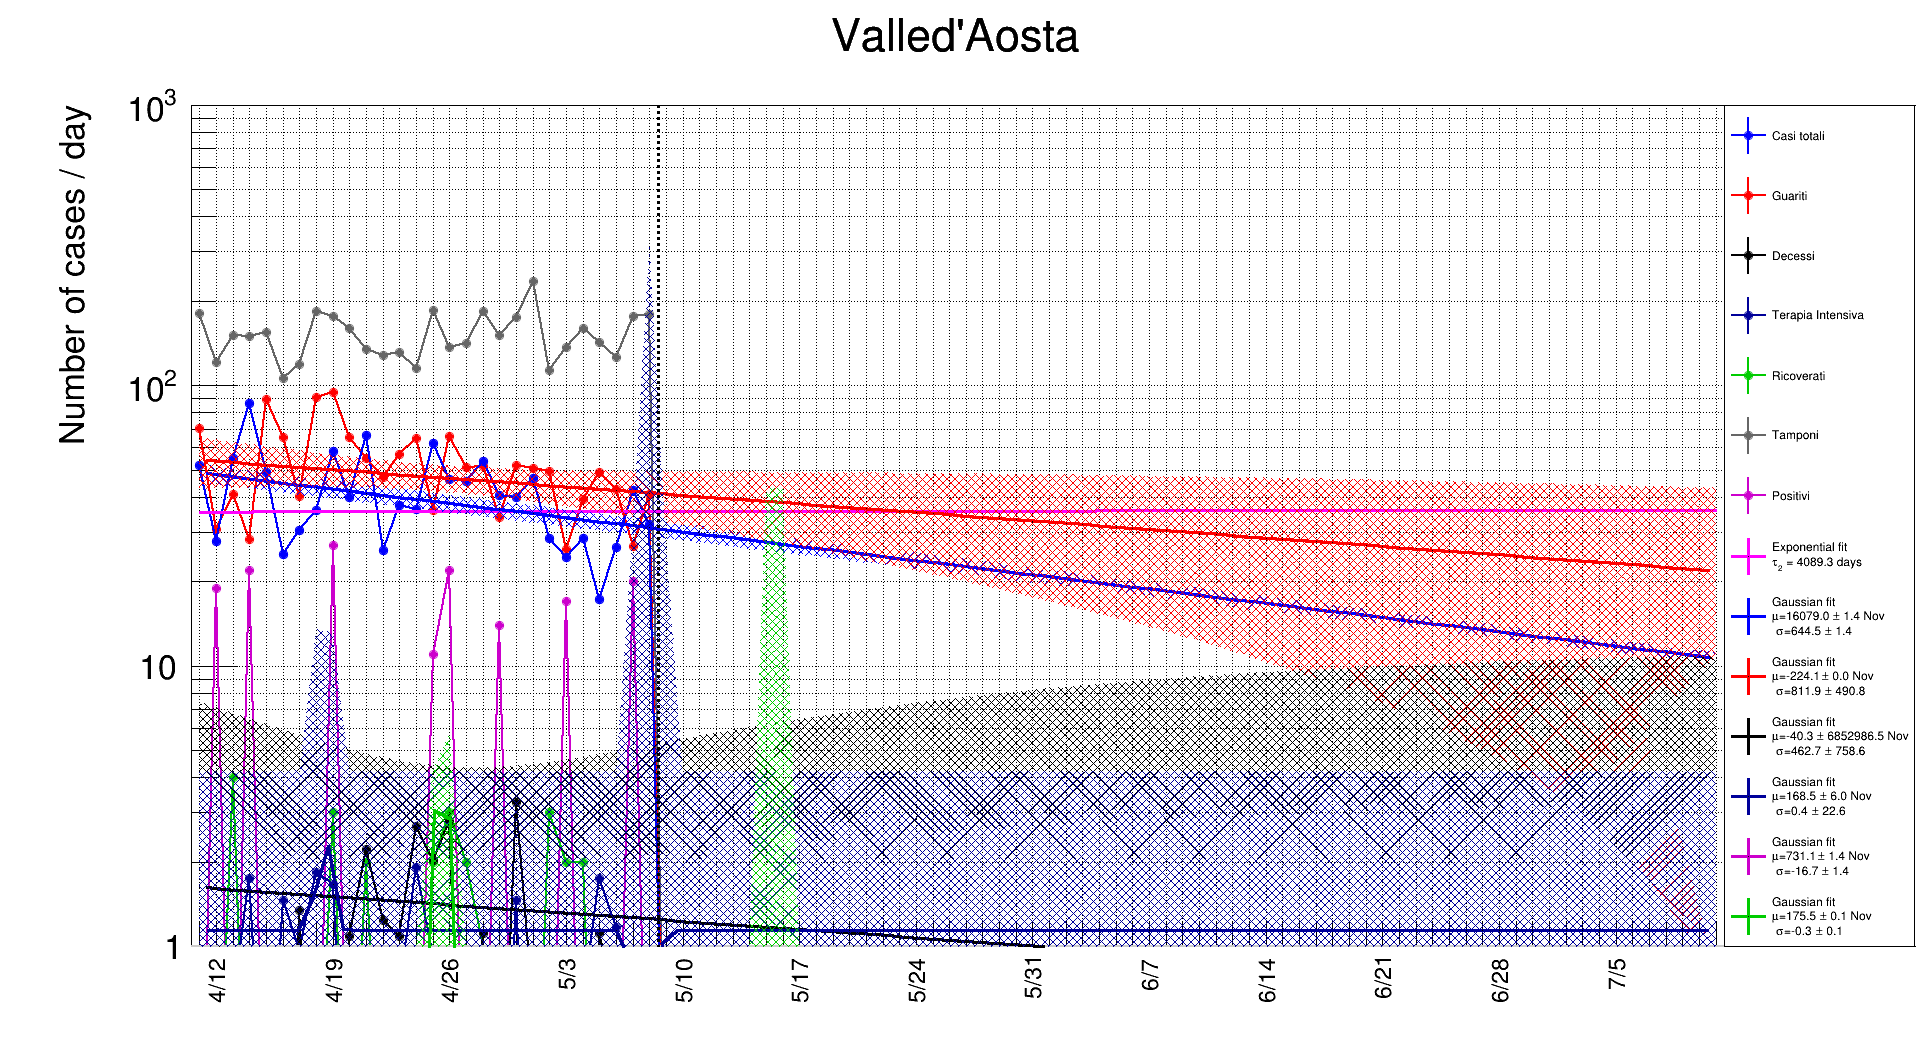 Valled'Aosta
Number of cases / day
10³
10²
10
1
4/12
4/19
4/26
5/3
5/10
5/17
5/24
5/31
6/7
6/14
6/21
6/28
7/5
Casi totali
Guariti
Decessi
Terapia Intensiva
Ricoverati
Tamponi
Positivi
Exponential fit
τ₂ = 4089.3 days
Gaussian fit
μ=16079.0 ± 1.4 Nov
σ=644.5 ± 1.4
Gaussian fit
μ=-224.1 ± 0.0 Nov
σ=811.9 ± 490.8
Gaussian fit
μ=-40.3 ± 6852986.5 Nov
σ=462.7 ± 758.6
Gaussian fit
μ=168.5 ± 6.0 Nov
σ=0.4 ± 22.6
Gaussian fit
μ=731.1 ± 1.4 Nov
σ=-16.7 ± 1.4
Gaussian fit
μ=175.5 ± 0.1 Nov
σ=-0.3 ± 0.1